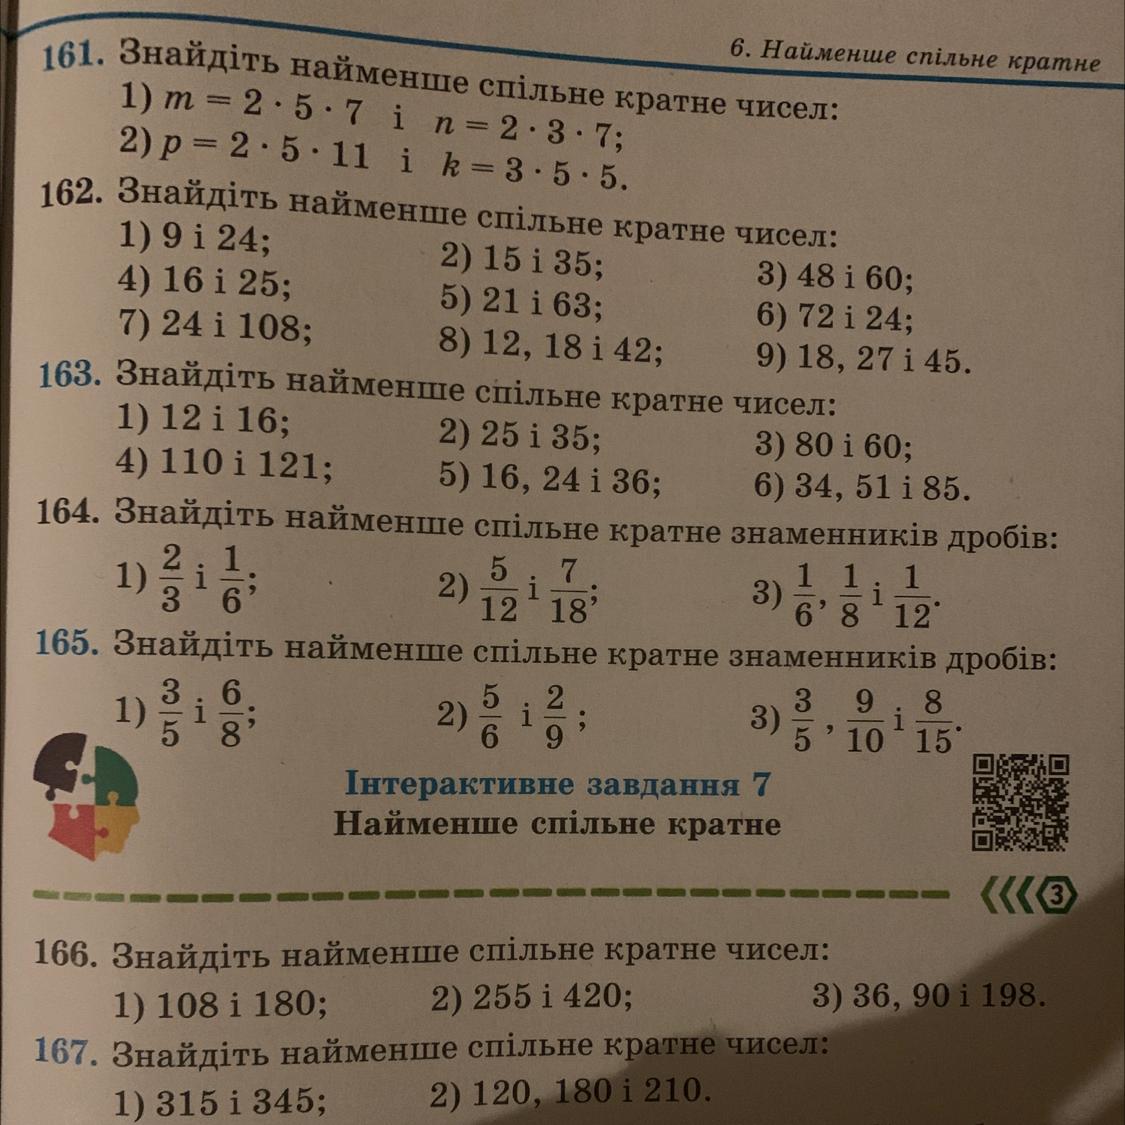 6. Найменше спільне кратне
161. Знайдіть найменше спільне кратне чисел:
1) m = 2 · 5 · 7 і n = 2 · 3 · 7;
2) p = 2 · 5 · 11 і k = 3 · 5 · 5.
162. Знайдіть найменше спільне кратне чисел:
1) 9 і 24; 2) 15 і 35; 3) 48 і 60;
4) 16 і 25; 5) 21 і 63; 6) 72 і 24;
7) 24 і 108; 8) 12, 18 і 42; 9) 18, 27 і 45.
163. Знайдіть найменше спільне кратне чисел:
1) 12 і 16; 2) 25 і 35; 3) 80 і 60;
4) 110 і 121; 5) 16, 24 і 36; 6) 34, 51 і 85.
164. Знайдіть найменше спільне кратне знаменників дробів:
1) 2/3 і 1/6; 2) 5/12 і 7/18; 3) 1/6, 1/8 і 1/12.
165. Знайдіть найменше спільне кратне знаменників дробів:
1) 3/5 і 6/8; 2) 5/6 і 2/9 ; 3) 3/5 , 9/10 і 8/15.
Інтерактивне завдання 7
Найменше спільне кратне
3
166. Знайдіть найменше спільне кратне чисел:
1) 108 і 180; 2) 255 і 420; 3) 36, 90 і 198.
167. Знайдіть найменше спільне кратне чисел:
1) 315 і 345; 2) 120, 180 і 210.